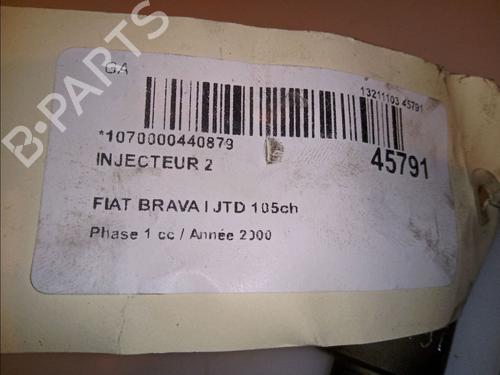 GA
13211103 45791
*1070000440879
45791
INJECTEUR 2
FIAT BRAVA I JTD 105ch
Phase 1 cc / Année 2000
B-PARTS